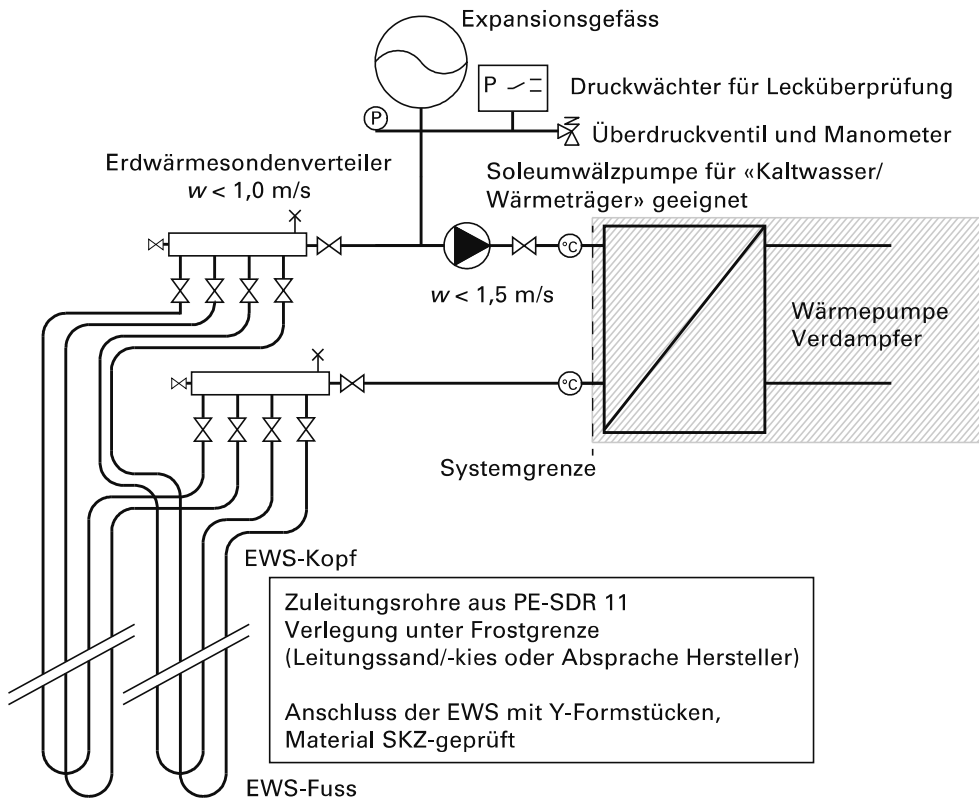 Expansionsgefäss
P
Druckwächter für Lecküberprüfung
P
Überdruckventil und Manometer
Erdwärmesondenverteiler
w < 1,0 m/s
Soleumwälzpumpe für «Kaltwasser/
Wärmeträger» geeignet
°C
w < 1,5 m/s
Wärmepumpe
Verdampfer
°C
Systemgrenze
EWS-Kopf
Zuleitungsrohre aus PE-SDR 11
Verlegung unter Frostgrenze
(Leitungssand/-kies oder Absprache Hersteller)
Anschluss der EWS mit Y-Formstücken,
Material SKZ-geprüft
EWS-Fuss